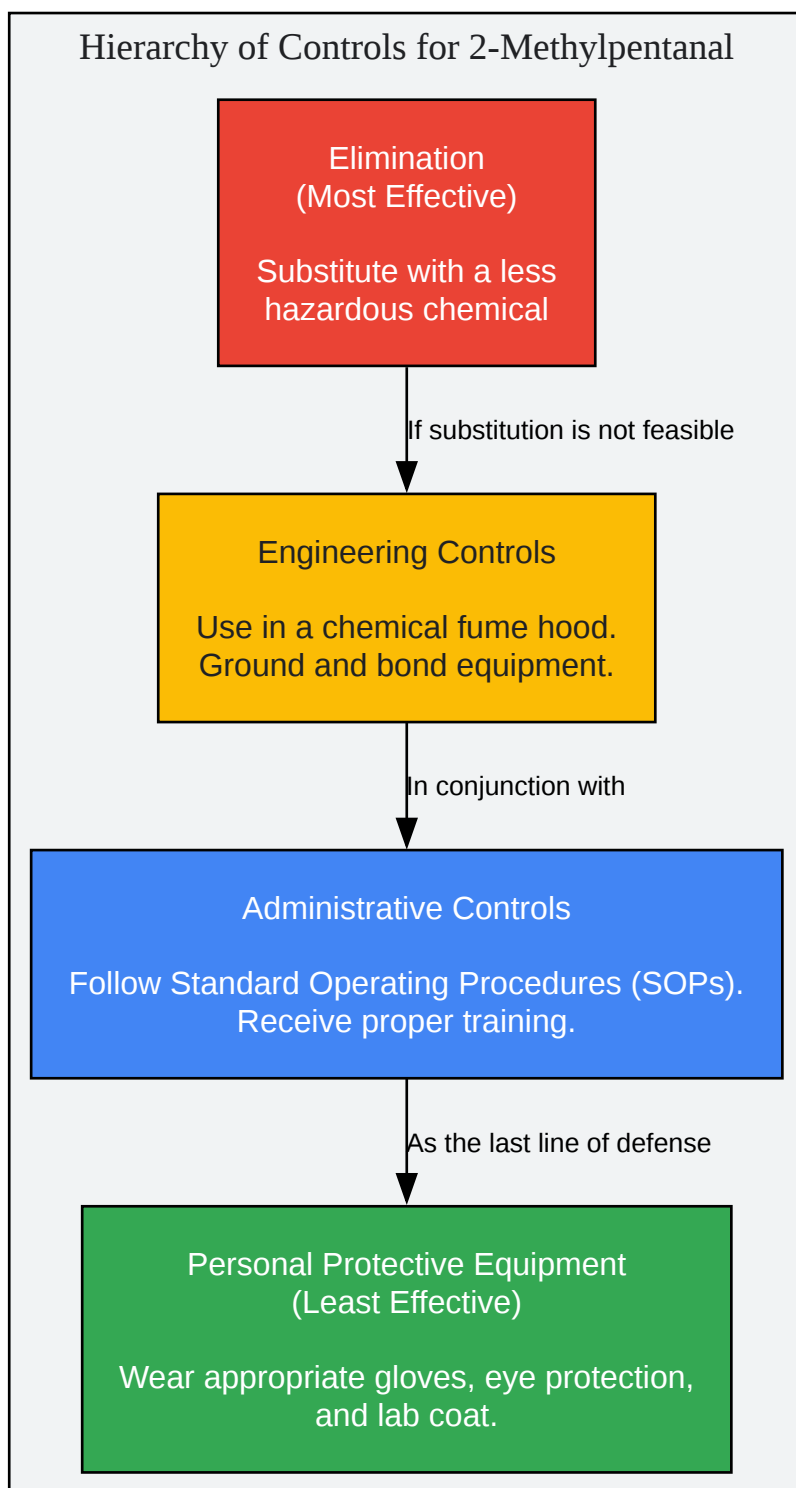 Hierarchy of Controls for 2-Methylpentanal
Elimination
(Most Effective)
Substitute with a less
hazardous chemical
If substitution is not feasible
Engineering Controls
Use in a chemical fume hood.
Ground and bond equipment.
In conjunction with
Administrative Controls
Follow Standard Operating Procedures (SOPs).
Receive proper training.
As the last line of defense
Personal Protective Equipment
(Least Effective)
Wear appropriate gloves, eye protection,
and lab coat.